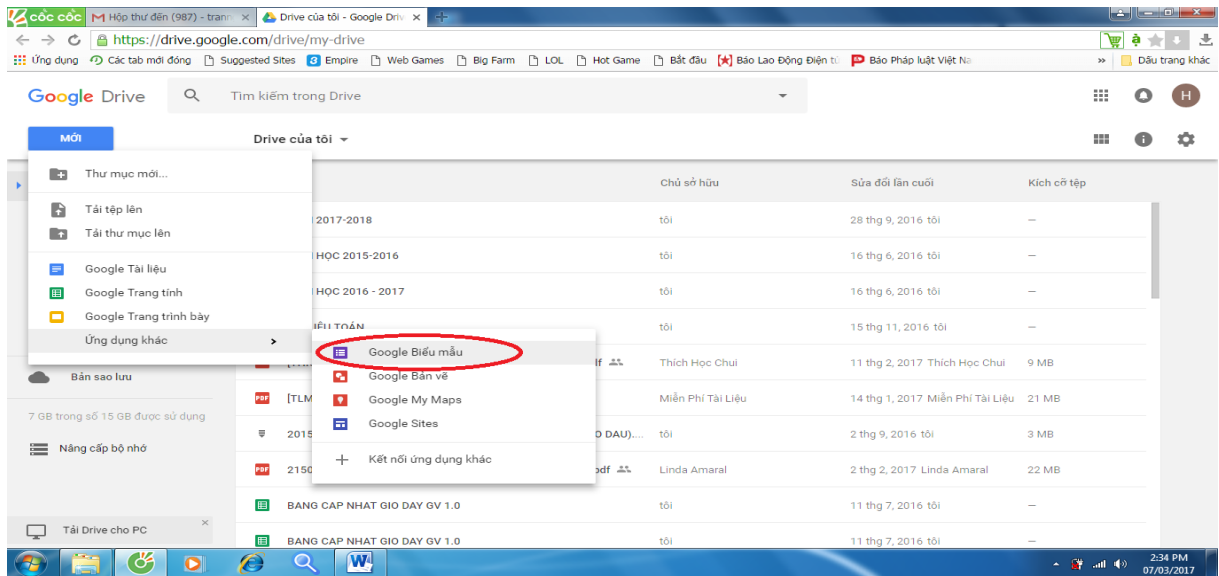 cốc cốc
Hộp thư đến (987) - trann
Drive của tôi - Google Driv
https://drive.google.com/drive/my-drive
Ứng dụng Các tab mới đóng Suggested Sites Empire Web Games Big Farm LOL Hot Game Bắt đầu Báo Lao Động Điện tử Báo Pháp luật Việt Na » Dấu trang khác
Google Drive
Tìm kiếm trong Drive
H
MỚI
Drive của tôi
Thư mục mới...
Tải tệp lên
Tải thư mục lên
Google Tài liệu
Google Trang tính
Google Trang trình bày
Ứng dụng khác
Google Biểu mẫu
Google Bản vẽ
Google My Maps
Google Sites
Kết nối ứng dụng khác
Bản sao lưu
7 GB trong số 15 GB được sử dụng
Nâng cấp bộ nhớ
Tải Drive cho PC
Chủ sở hữu Sửa đổi lần cuối Kích cỡ tệp
2017-2018 tôi 28 thg 9, 2016 tôi —
HỌC 2015-2016 tôi 16 thg 6, 2016 tôi —
HỌC 2016 - 2017 tôi 16 thg 6, 2016 tôi —
IỆU TOÁN tôi 15 thg 11, 2016 tôi —
If Thích Học Chui 11 thg 2, 2017 Thích Học Chui 9 MB
PDF [TLM Miễn Phí Tài Liệu 14 thg 1, 2017 Miễn Phí Tài Liệu 21 MB
2015 O DAU).... tôi 2 thg 9, 2016 tôi 3 MB
PDF 2150 pdf Linda Amaral 2 thg 2, 2017 Linda Amaral 22 MB
BANG CAP NHAT GIO DAY GV 1.0 tôi 11 thg 7, 2016 tôi —
BANG CAP NHAT GIO DAY GV 1.0 tôi 11 thg 7, 2016 tôi —
2:34 PM
07/03/2017